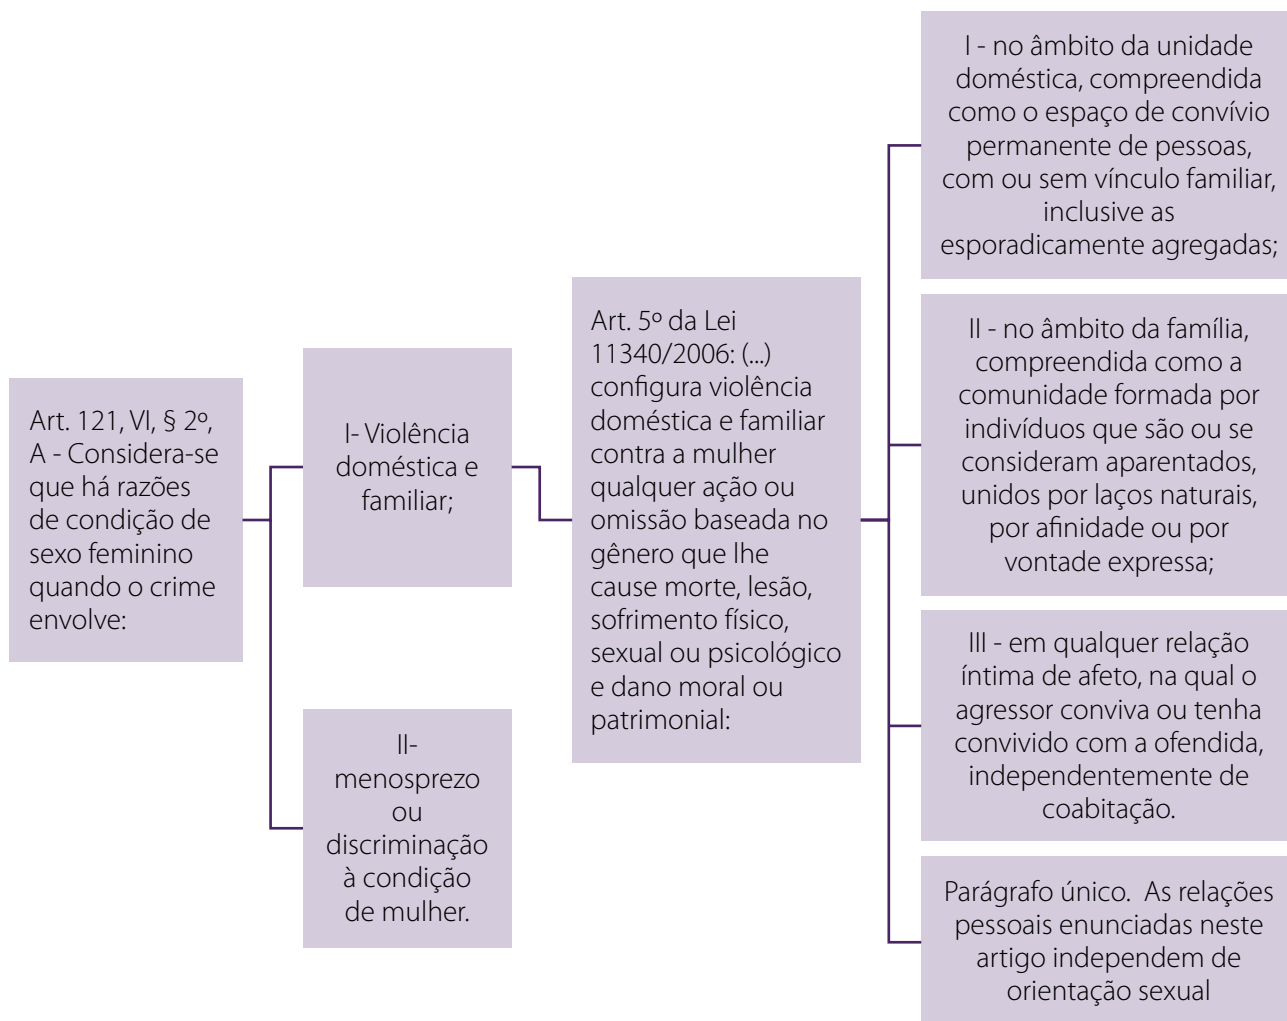 Art. 121, VI, § 2º,
A - Considera-se
que há razões
de condição de
sexo feminino
quando o crime
envolve:
I- Violência
doméstica e
familiar;
II-
menosprezo
ou
discriminação
à condição
de mulher.
Art. 5º da Lei
11340/2006: (...)
configura violência
doméstica e familiar
contra a mulher
qualquer ação ou
omissão baseada no
gênero que lhe
cause morte, lesão,
sofrimento físico,
sexual ou psicológico
e dano moral ou
patrimonial:
I - no âmbito da unidade
doméstica, compreendida
como o espaço de convívio
permanente de pessoas,
com ou sem vínculo familiar,
inclusive as
esporadicamente agregadas;
II - no âmbito da família,
compreendida como a
comunidade formada por
indivíduos que são ou se
consideram aparentados,
unidos por laços naturais,
por afinidade ou por
vontade expressa;
III - em qualquer relação
íntima de afeto, na qual o
agressor conviva ou tenha
convivido com a ofendida,
independentemente de
coabitação.
Parágrafo único. As relações
pessoais enunciadas neste
artigo independem de
orientação sexual